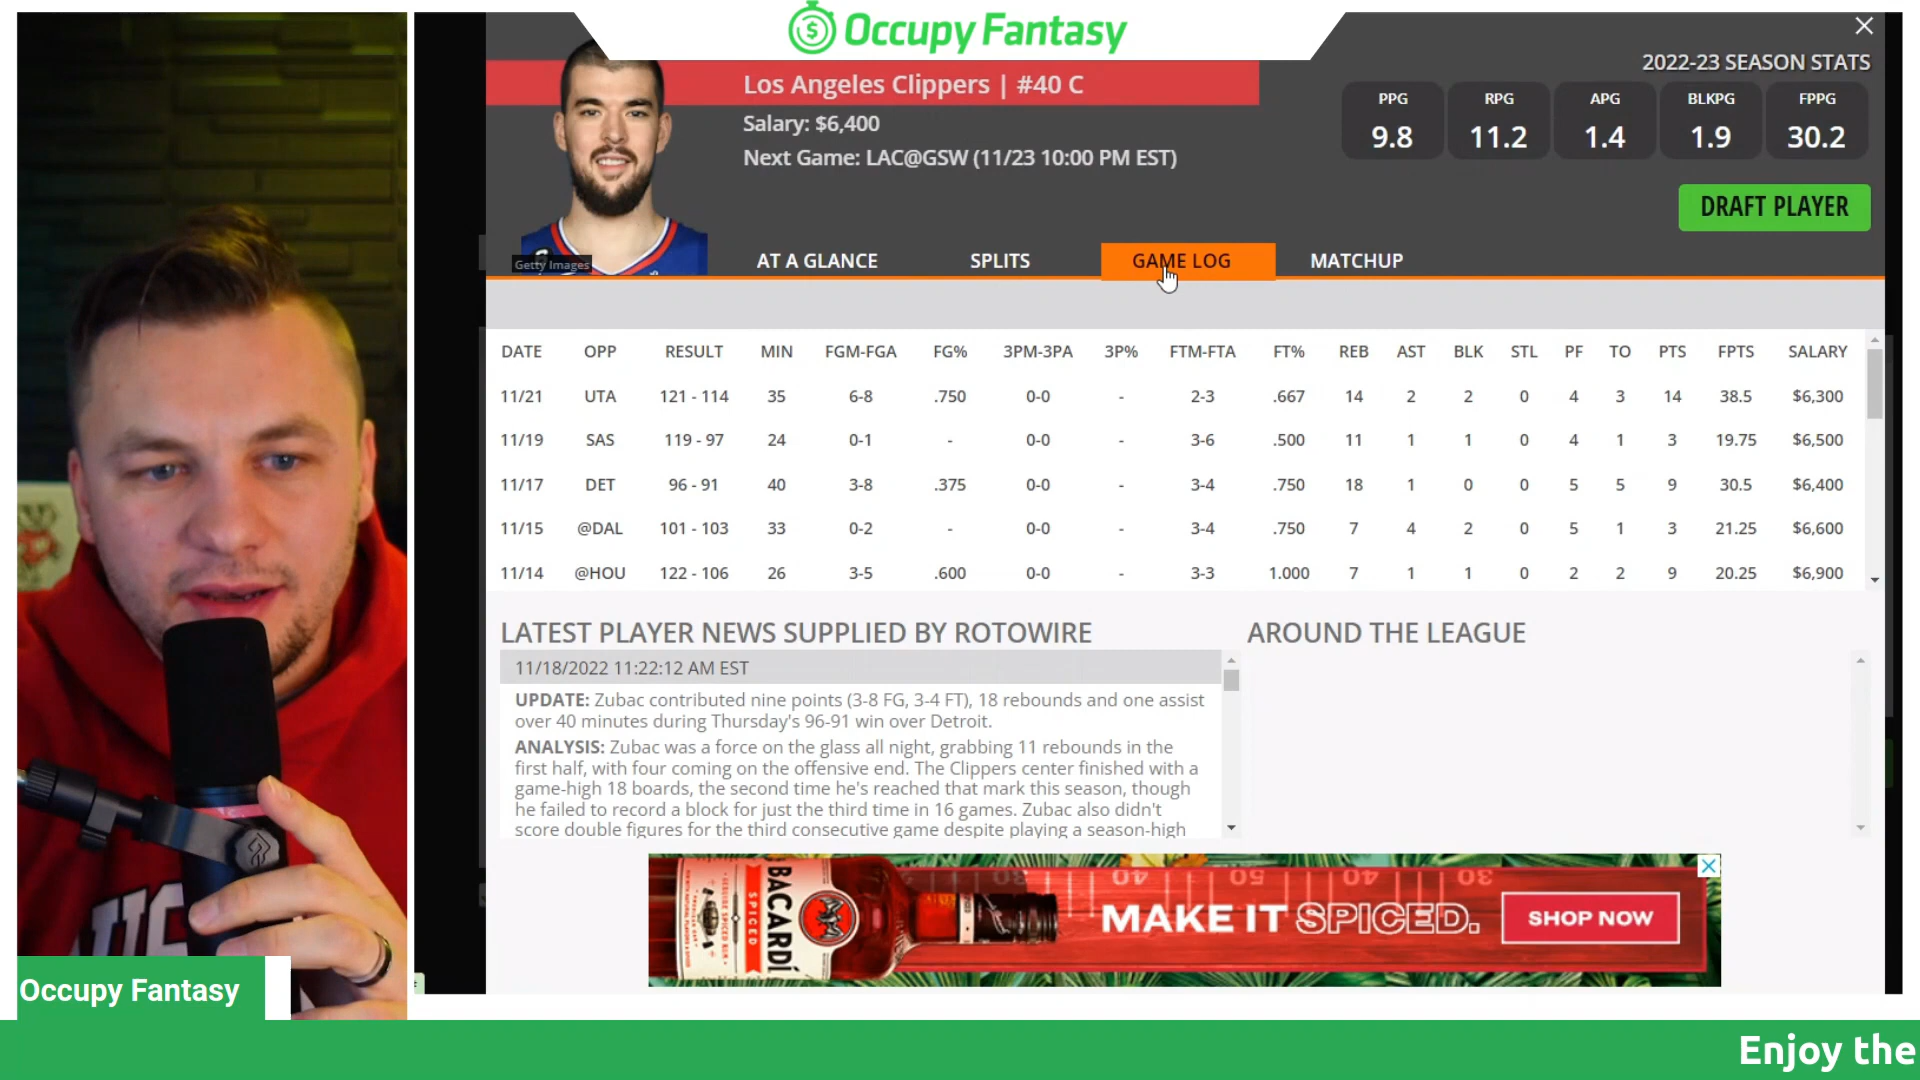 Occupy Fantasy
2022-23 SEASON STATS
Los Angeles Clippers | #40 C
Salary: $6,400
Next Game: LAC@GSW (11/23 10:00 PM EST)
PPG RPG APG BLKPG FPPG
9.8 11.2 1.4 1.9 30.2
DRAFT PLAYER
Getty Images
AT A GLANCE SPLITS GAME LOG MATCHUP
DATE OPP RESULT MIN FGM-FGA FG% 3PM-3PA 3P% FTM-FTA FT% REB AST BLK STL PF TO PTS FPTS SALARY
11/21 UTA 121 - 114 35 6-8 .750 0-0 - 2-3 .667 14 2 2 0 4 3 14 38.5 $6,300
11/19 SAS 119 - 97 24 0-1 - 0-0 - 3-6 .500 11 1 1 0 4 1 3 19.75 $6,500
11/17 DET 96 - 91 40 3-8 .375 0-0 - 3-4 .750 18 1 0 0 5 5 9 30.5 $6,400
11/15 @DAL 101 - 103 33 0-2 - 0-0 - 3-4 .750 7 4 2 0 5 1 3 21.25 $6,600
11/14 @HOU 122 - 106 26 3-5 .600 0-0 - 3-3 1.000 7 1 1 0 2 2 9 20.25 $6,900
LATEST PLAYER NEWS SUPPLIED BY ROTOWIRE
11/18/2022 11:22:12 AM EST
UPDATE: Zubac contributed nine points (3-8 FG, 3-4 FT), 18 rebounds and one assist
over 40 minutes during Thursday's 96-91 win over Detroit.
ANALYSIS: Zubac was a force on the glass all night, grabbing 11 rebounds in the
first half, with four coming on the offensive end. The Clippers center finished with a
game-high 18 boards, the second time he's reached that mark this season, though
he failed to record a block for just the third time in 16 games. Zubac also didn't
score double figures for the third consecutive game despite playing a season-high
AROUND THE LEAGUE
BACARDÍ
SPICED
40 50 40 30
MAKE IT SPICED.
SHOP NOW
Occupy Fantasy
Enjoy the